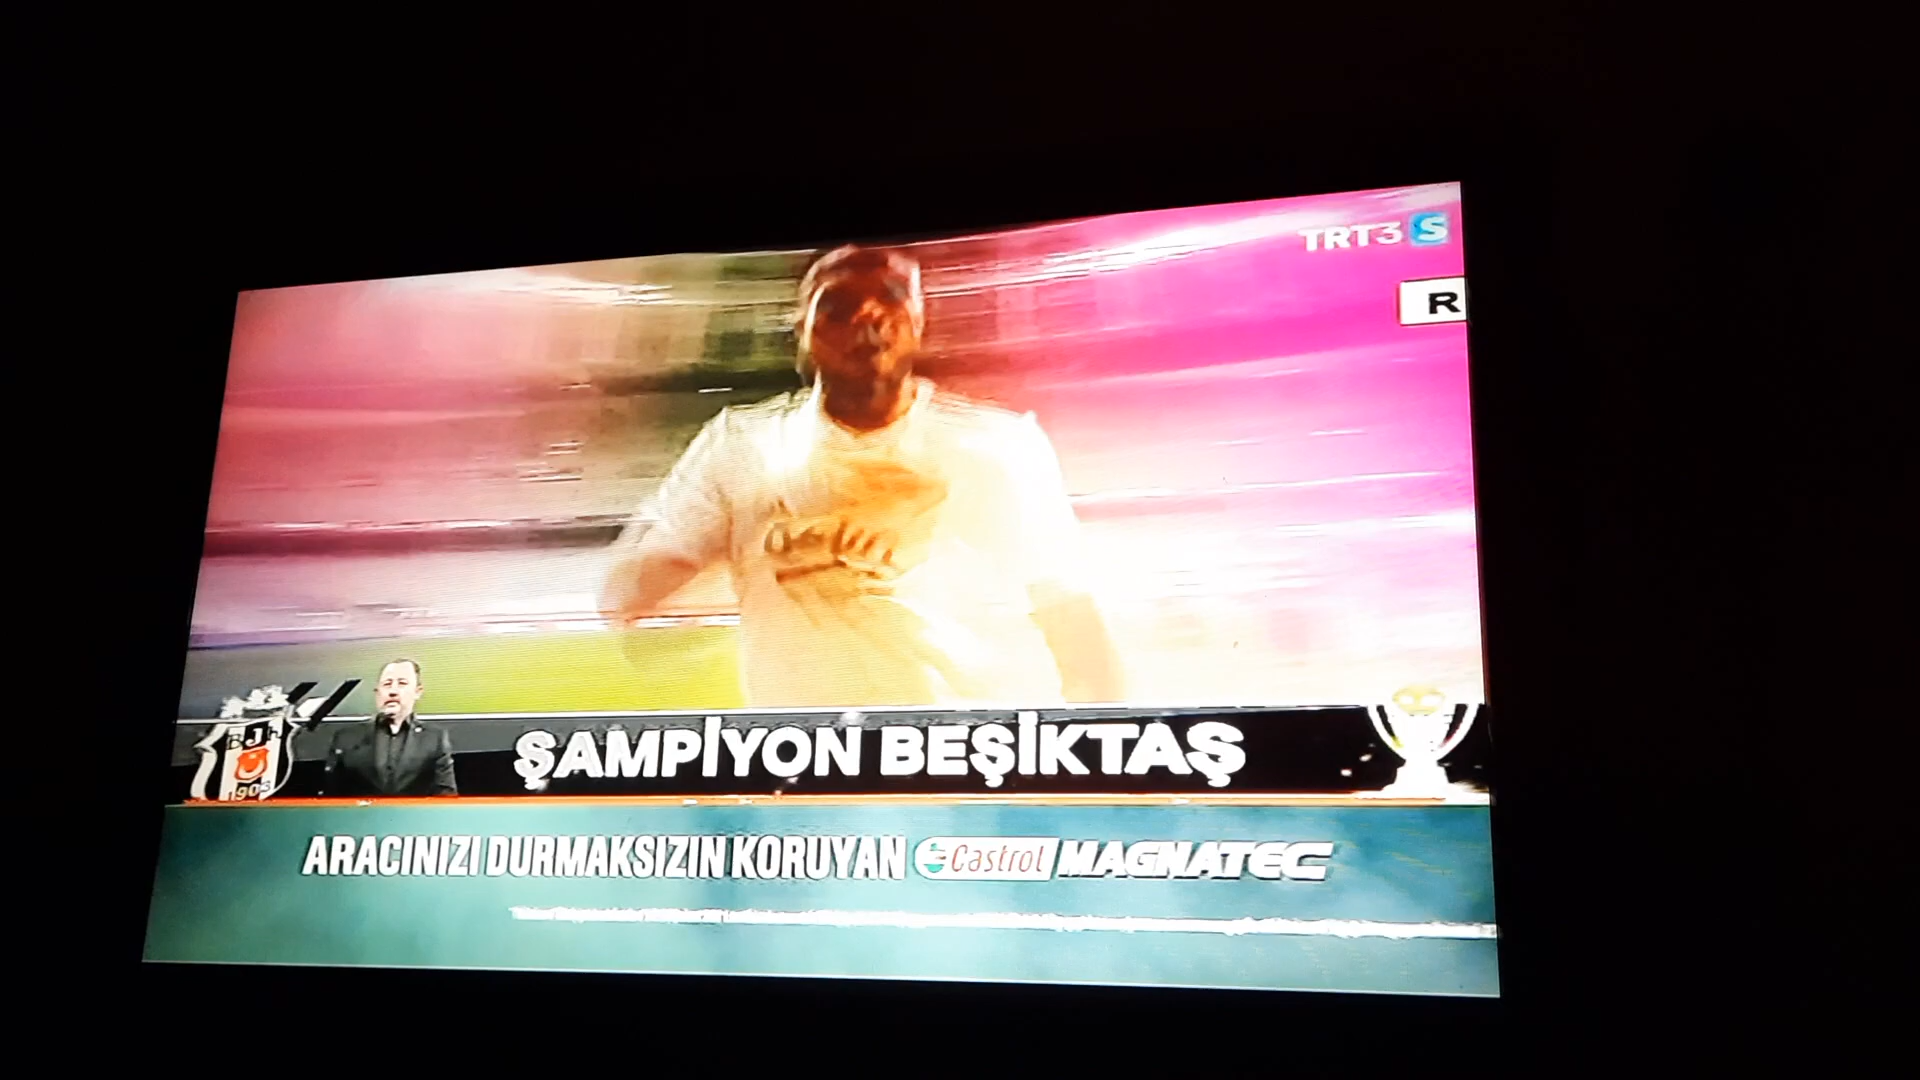 TRT3 S
R
BJK
1903
ŞAMPİYON BEŞİKTAŞ
ARACINIZI DURMAKSIZIN KORUYAN Castrol MAGNATEC